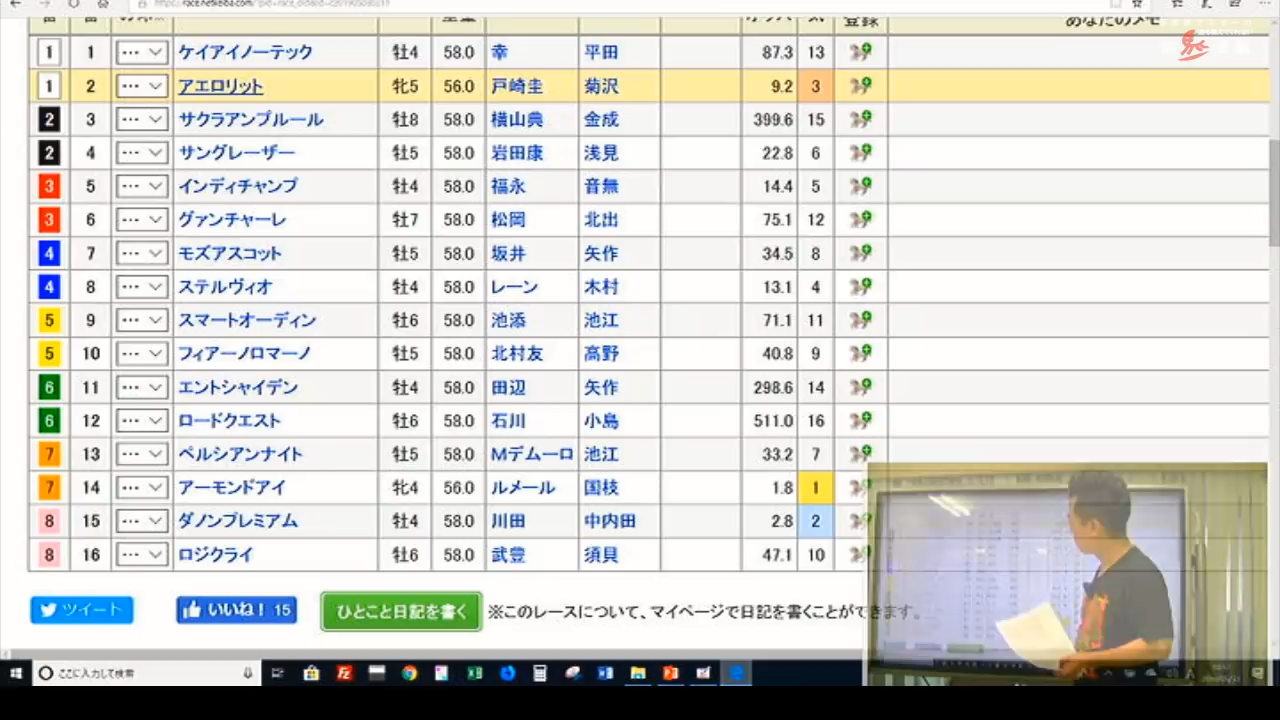 登録 あなたのメモ
1 1 --- ケイアイノーテック 牡4 58.0 幸 平田 87.3 13
1 2 --- アエロリット 牝5 56.0 戸崎圭 菊沢 9.2 3
2 3 --- サクラアンプルール 牡8 58.0 横山典 金成 399.6 15
2 4 --- サングレーザー 牡5 58.0 岩田康 浅見 22.8 6
3 5 --- インディチャンプ 牡4 58.0 福永 音無 14.4 5
3 6 --- グァンチャーレ 牡7 58.0 松岡 北出 75.1 12
4 7 --- モズアスコット 牡5 58.0 坂井 矢作 34.5 8
4 8 --- ステルヴィオ 牡4 58.0 レーン 木村 13.1 4
5 9 --- スマートオーディン 牡6 58.0 池添 池江 71.1 11
5 10 --- フィアーノロマーノ 牡5 58.0 北村友 高野 40.8 9
6 11 --- エントシャイデン 牡4 58.0 田辺 矢作 298.6 14
6 12 --- ロードクエスト 牡6 58.0 石川 小島 511.0 16
7 13 --- ペルシアンナイト 牡5 58.0 Mデムーロ 池江 33.2 7
7 14 --- アーモンドアイ 牝4 56.0 ルメール 国枝 1.8 1
8 15 --- ダノンプレミアム 牡4 58.0 川田 中内田 2.8 2
8 16 --- ロジクライ 牡6 58.0 武豊 須貝 47.1 10
ツイート いいね! 15 ひとこと日記を書く ※このレースについて、マイページで日記を書くことができます。
ここに入力して検索